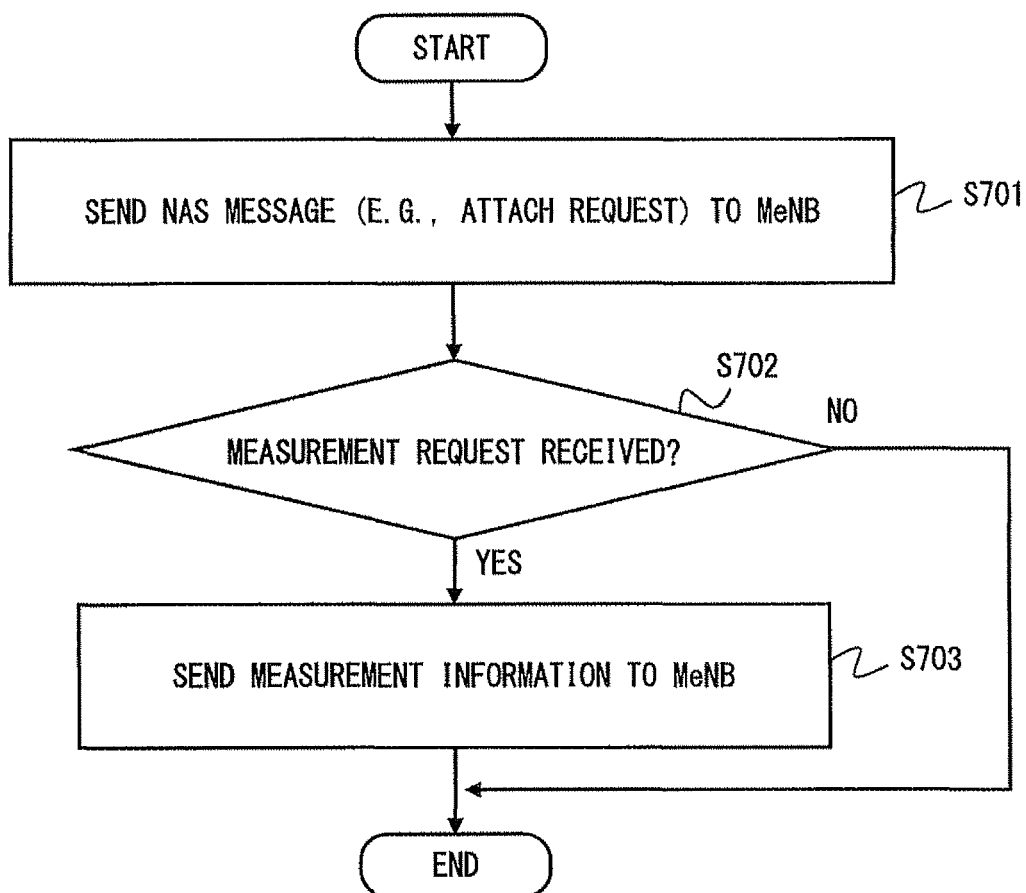 START
SEND NAS MESSAGE (E.G., ATTACH REQUEST) TO MeNB
S701
S702
NO
MEASUREMENT REQUEST RECEIVED?
YES
SEND MEASUREMENT INFORMATION TO MeNB
S703
END